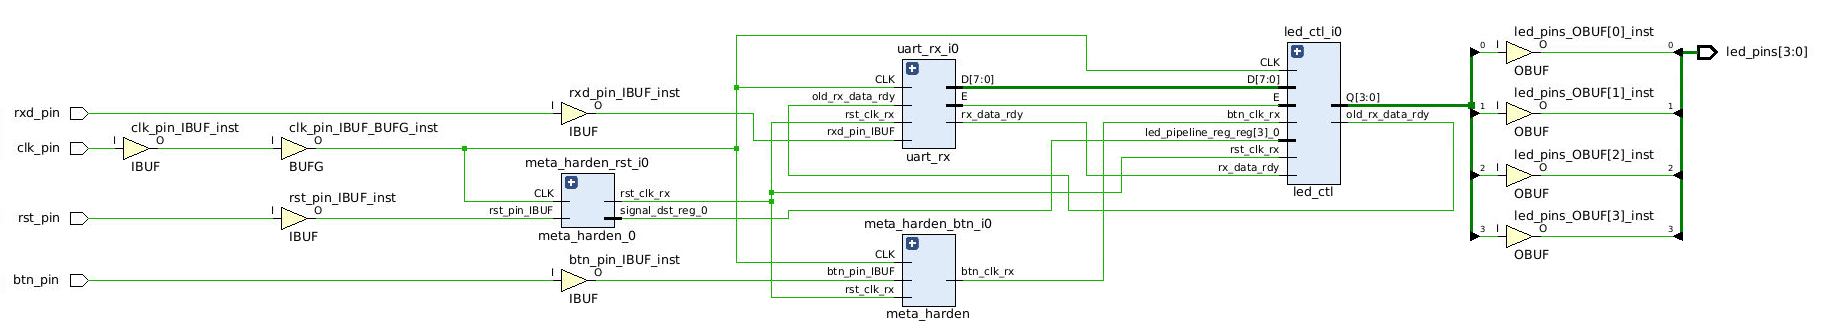 rxd_pin
clk_pin
rst_pin
btn_pin
clk_pin_IBUF_inst
I
O
IBUF
clk_pin_IBUF_BUFG_inst
I
O
BUFG
rst_pin_IBUF_inst
I
O
IBUF
rxd_pin_IBUF_inst
I
O
IBUF
meta_harden_rst_i0
CLK
rst_pin_IBUF
rst_clk_rx
signal_dst_reg_0
meta_harden_0
btn_pin_IBUF_inst
I
O
IBUF
uart_rx_i0
CLK
old_rx_data_rdy
rst_clk_rx
rxd_pin_IBUF
D[7:0]
E
rx_data_rdy
uart_rx
meta_harden_btn_i0
CLK
btn_pin_IBUF
rst_clk_rx
btn_clk_rx
meta_harden
led_ctl_i0
CLK
D[7:0]
E
btn_clk_rx
led_pipeline_reg_reg[3]_0
rst_clk_rx
rx_data_rdy
Q[3:0]
old_rx_data_rdy
led_ctl
led_pins_OBUF[0]_inst
0
I
O
0
OBUF
led_pins_OBUF[1]_inst
1
I
O
1
OBUF
led_pins_OBUF[2]_inst
2
I
O
2
OBUF
led_pins_OBUF[3]_inst
3
I
O
3
OBUF
led_pins[3:0]